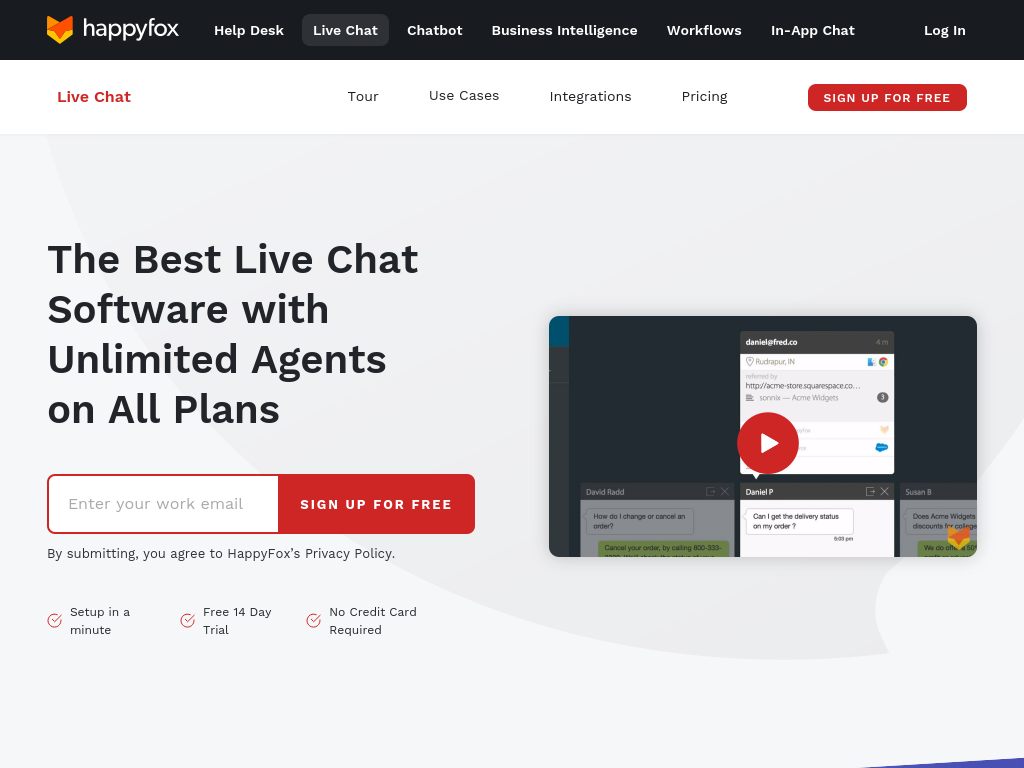 happyfox
Help Desk
Live Chat
Chatbot
Business Intelligence
Workflows
In-App Chat
Log In
Live Chat
Tour
Use Cases
Integrations
Pricing
SIGN UP FOR FREE
The Best Live Chat
Software with
Unlimited Agents
on All Plans
Enter your work email
SIGN UP FOR FREE
By submitting, you agree to HappyFox's Privacy Policy.
Setup in a
minute
Free 14 Day
Trial
No Credit Card
Required
daniel@fred.co
4 m
Rudrapur, IN
referred by
http://acme-store.squarespace.co...
sonnix — Acme Widgets
3
David Radd
How do I change or cancel an
order?
Cancel your order, by calling 800-333-
Daniel P
Can I get the delivery status
on my order ?
5:03 pm
Susan B
Does Acme Widgets
discounts for college
We do offer a 50%